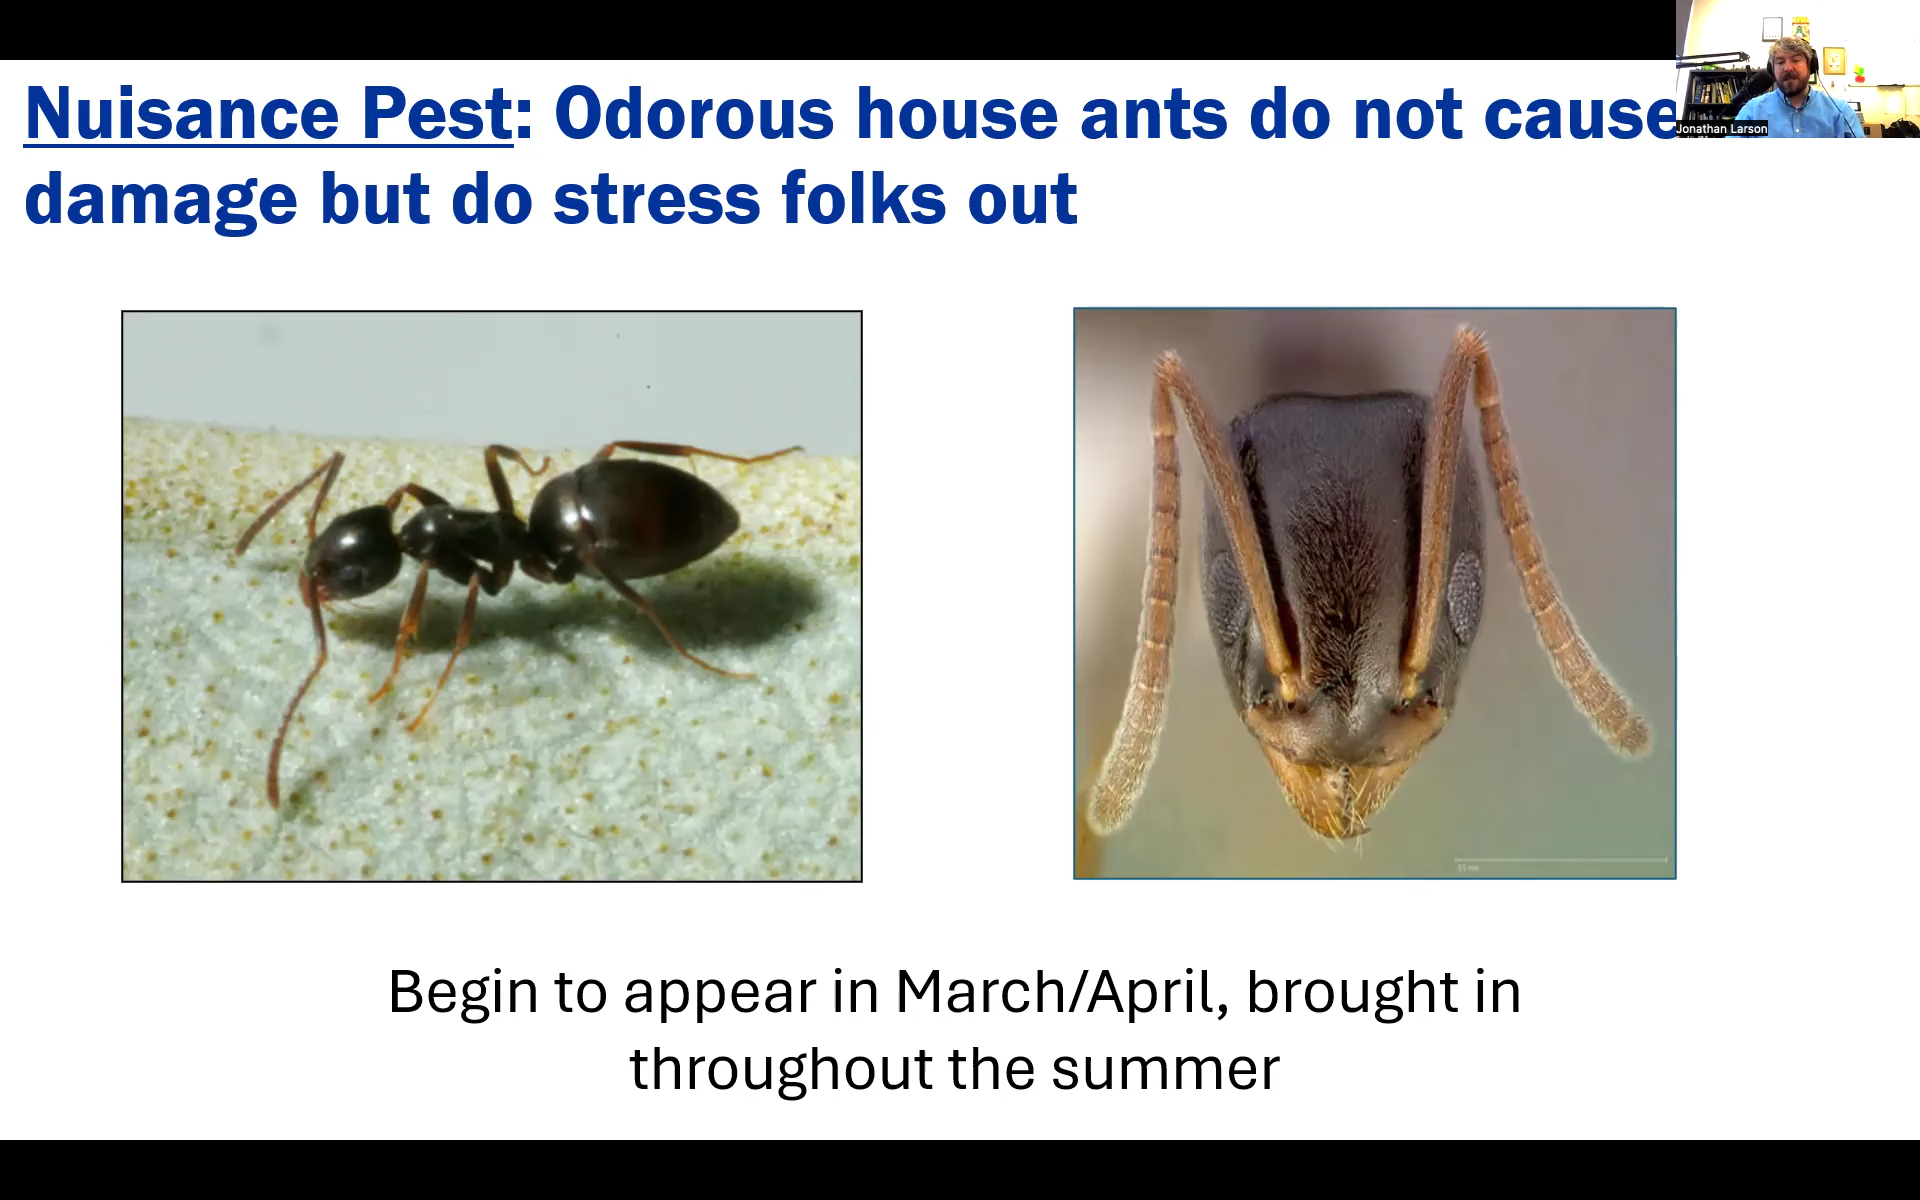 Nuisance Pest: Odorous house ants do not cause
damage but do stress folks out
Jonathan Larson
Begin to appear in March/April, brought in
throughout the summer